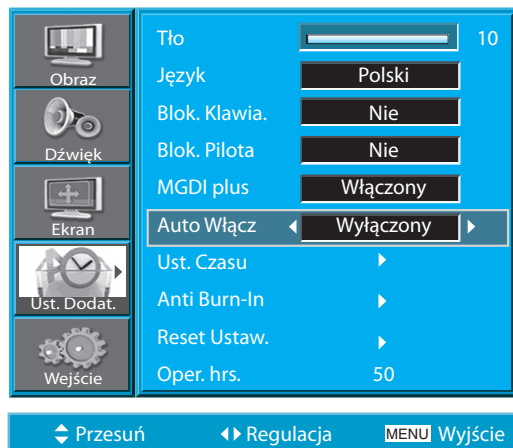 Obraz
Dźwięk
Ekran
Ust. Dodat.
Wejście
Tło 10
Język Polski
Blok. Klawia. Nie
Blok. Pilota Nie
MGDI plus Włączony
Auto Włącz Wyłączony
Ust. Czasu
Anti Burn-In
Reset Ustaw.
Oper. hrs. 50
Przesuń Regulacja MENU Wyjście